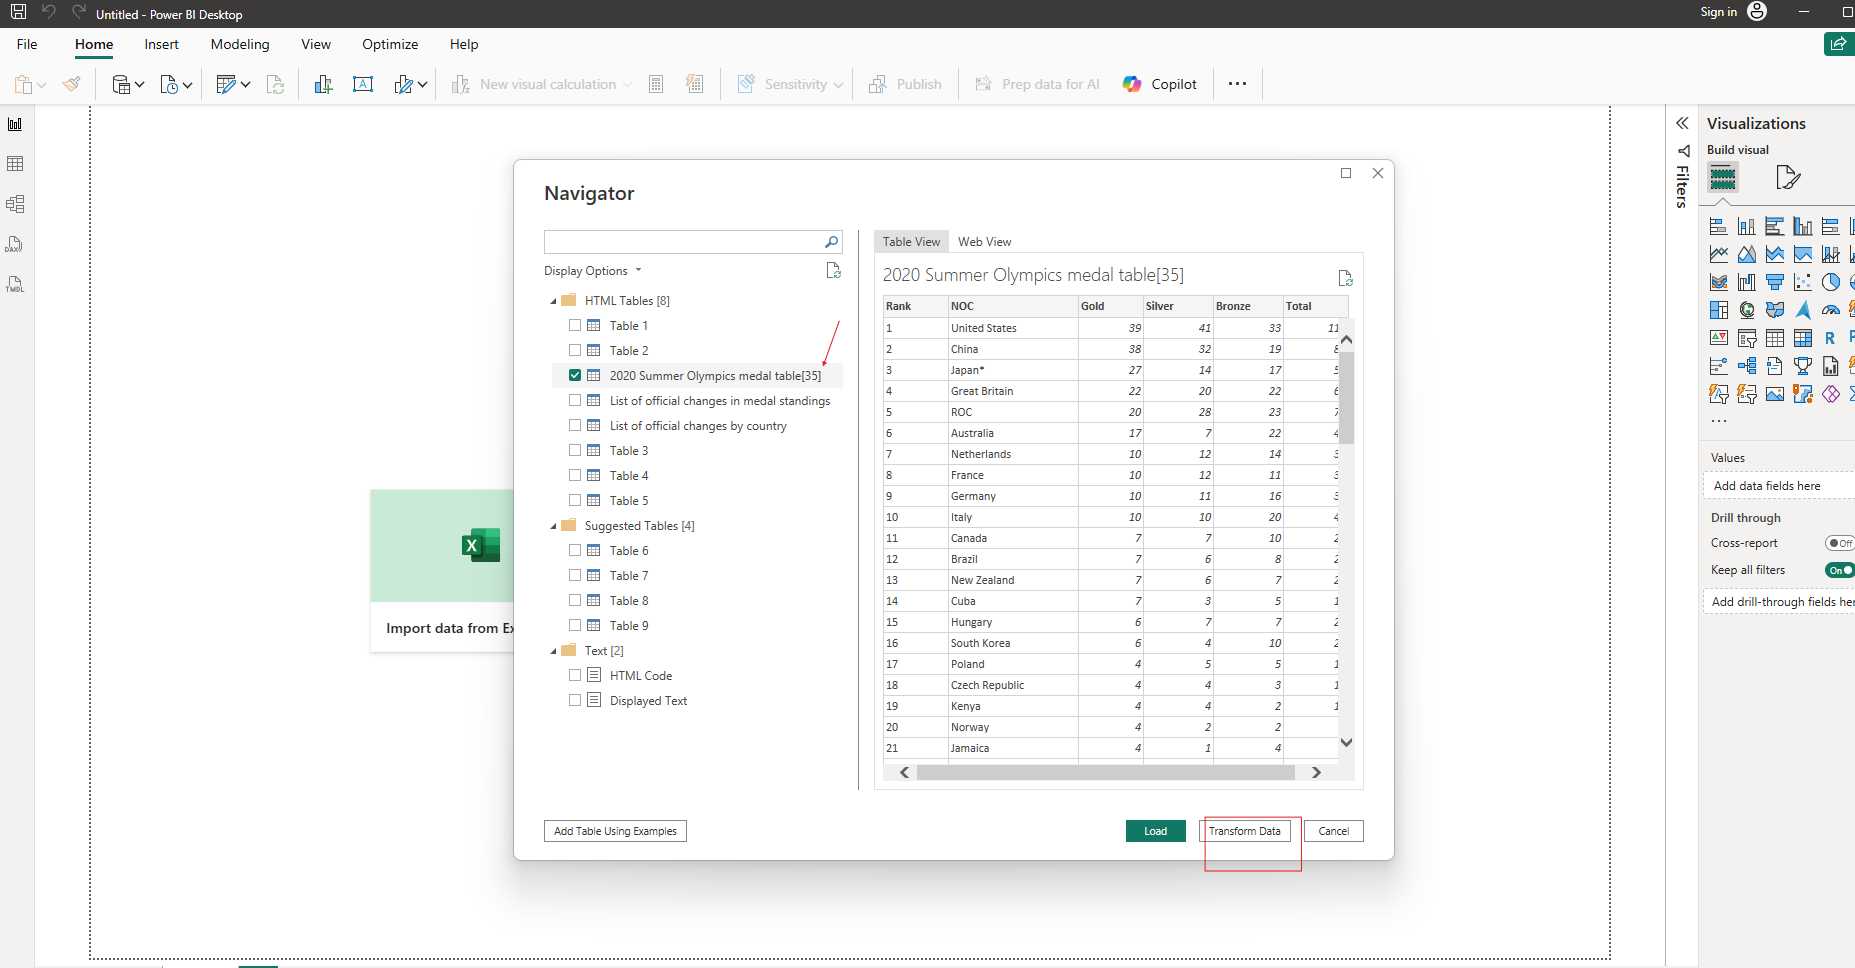 Untitled - Power BI Desktop
Sign in
File Home Insert Modeling View Optimize Help
New visual calculation Sensitivity Publish Prep data for AI Copilot
DAX
TMDL
Import data from
Navigator
Display Options
HTML Tables [8]
Table 1
Table 2
2020 Summer Olympics medal table[35]
List of official changes in medal standings
List of official changes by country
Table 3
Table 4
Table 5
Suggested Tables [4]
Table 6
Table 7
Table 8
Table 9
Text [2]
HTML Code
Displayed Text
Table View Web View
2020 Summer Olympics medal table[35]
Rank NOC Gold Silver Bronze Total
1 United States 39 41 33
2 China 38 32 19
3 Japan* 27 14 17
4 Great Britain 22 20 22
5 ROC 20 28 23
6 Australia 17 7 22
7 Netherlands 10 12 14
8 France 10 12 11
9 Germany 10 11 16
10 Italy 10 10 20
11 Canada 7 7 10
12 Brazil 7 6 8
13 New Zealand 7 6 7
14 Cuba 7 3 5
15 Hungary 6 7 7
16 South Korea 6 4 10
17 Poland 4 5 5
18 Czech Republic 4 4 3
19 Kenya 4 4 2
20 Norway 4 2 2
21 Jamaica 4 1 4
Add Table Using Examples
Load Transform Data Cancel
Filters
Visualizations
Build visual
R
Values
Add data fields here
Drill through
Cross-report Off
Keep all filters On
Add drill-through fields